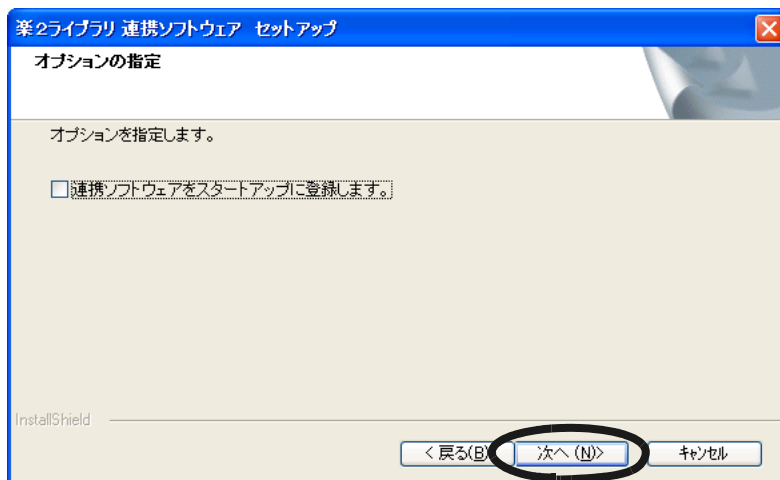 楽2ライブラリ 連携ソフトウェア セットアップ
オプションの指定
オプションを指定します。
連携ソフトウェアをスタートアップに登録します。
InstallShield
< 戻る(B) 次へ (N)> キャンセル